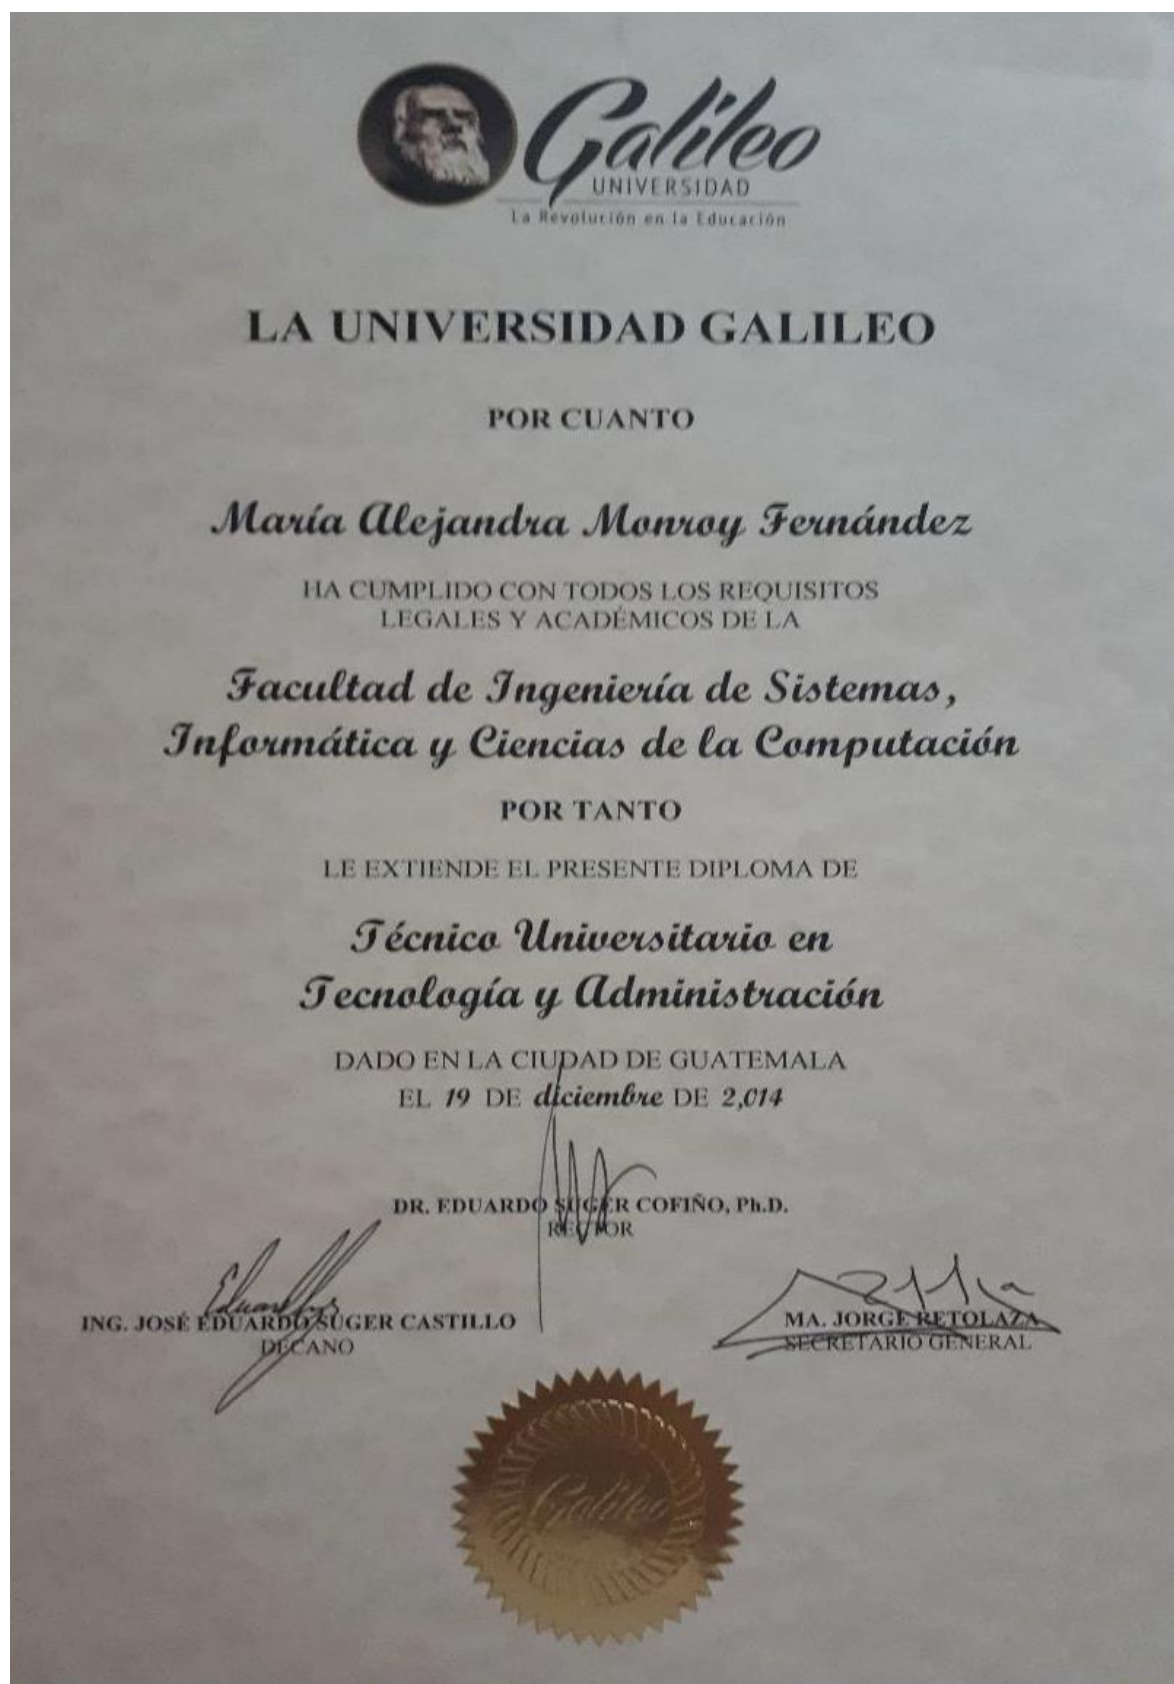 Galileo
UNIVERSIDAD
La Revolución en la Educación
LA UNIVERSIDAD GALILEO
POR CUANTO
María Alejandra Monroy Fernández
HA CUMPLIDO CON TODOS LOS REQUISITOS
LEGALES Y ACADÉMICOS DE LA
Facultad de Ingeniería de Sistemas,
Informática y Ciencias de la Computación
POR TANTO
LE EXTIENDE EL PRESENTE DIPLOMA DE
Técnico Universitario en
Tecnología y Administración
DADO EN LA CIUDAD DE GUATEMALA
EL 19 DE diciembre DE 2,014
DR. EDUARDO SUGER COFIÑO, Ph.D.
RECTOR
ING. JOSÉ EDUARDO SUGER CASTILLO
DECANO
MA. JORGE RETOLAZA
SECRETARIO GENERAL
Galileo